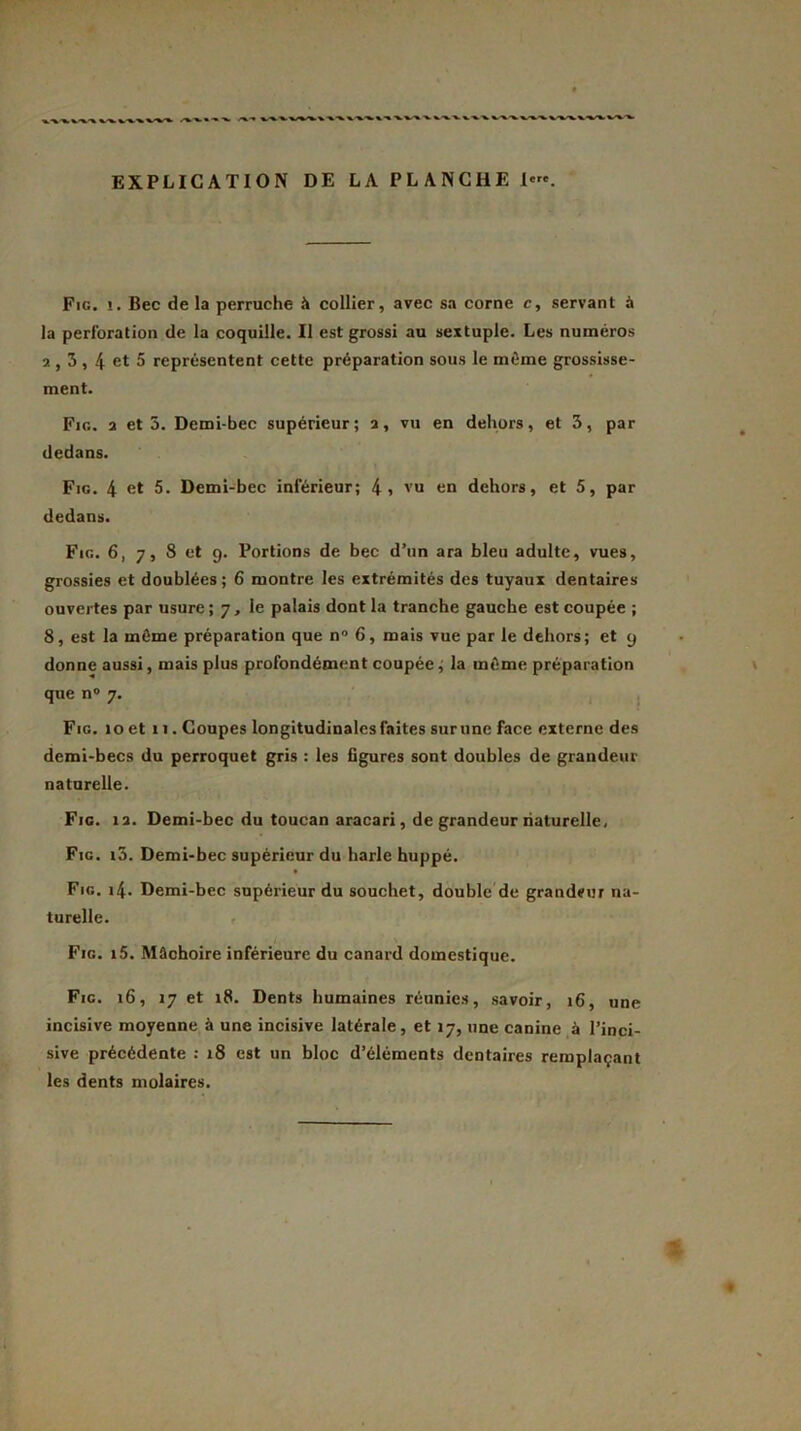 EXPLICATION DE LA PLANCHE 1ere.
Fig. 1. Bec de la perruche à collier, avec sa corne c, servant à
la perforation de la coquille. Il est grossi au sextuple. Les numéros
2, 3, 4 et 5 représentent cette préparation sous le même grossisse-
ment.
Fig. 2 et 3. Demi-bec supérieur; 2, vu en dehors, et 3, par
dedans.
Fig. 4 et 5. Demi-bec inférieur; 4, vu en dehors, et 5, par
dedans.
Fig. 6, 7, 8 et 9. Portions de bec d'un ara bleu adulte, vues,
grossies et doublées; 6 montre les extrémités des tuyaux dentaires
ouvertes par usure; 7, le palais dont la tranche gauche est coupée;
8, est la même préparation que n° 6, mais vue par le dehors; et 9
donne aussi, mais plus profondément coupée, la même préparation
que n° 7.
Fig. 10 et 11. Coupes longitudinales faites sur une face externe des
demi-becs du perroquet gris : les figures sont doubles de grandeur
naturelle.
Fig. 12. Demi-bec du toucan aracari, de grandeur naturelle.
Fig. 13. Demi-bec supérieur du harle huppé.
Fig. 14. Demi-bec supérieur du souchet, double de grandeur na-
turelle.
Fig. 15. Mâchoire inférieure du canard domestique.
Fig. 16, 17 et 18. Dents humaines réunies, savoir, 16, une
incisive moyenne à une incisive latérale, et 17, une canine à l'inci-
sive précédente : 18 est un bloc d'éléments dentaires remplaçant
les dents molaires.